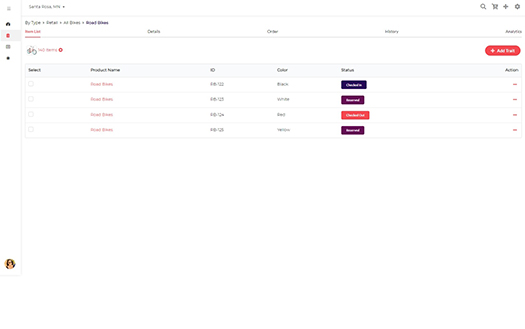 Santa Rosa, MN
By Type > Retail > All Bikes > Road Bikes
Item List Details Order History Analytics
Items
+ Add Trait
Select Product Name ID Color Status Action
Road Bikes RB-122 Black Checked In
Road Bikes RB-123 White Reserved
Road Bikes RB-124 Red Checked Out
Road Bikes RB-125 Yellow Reserved